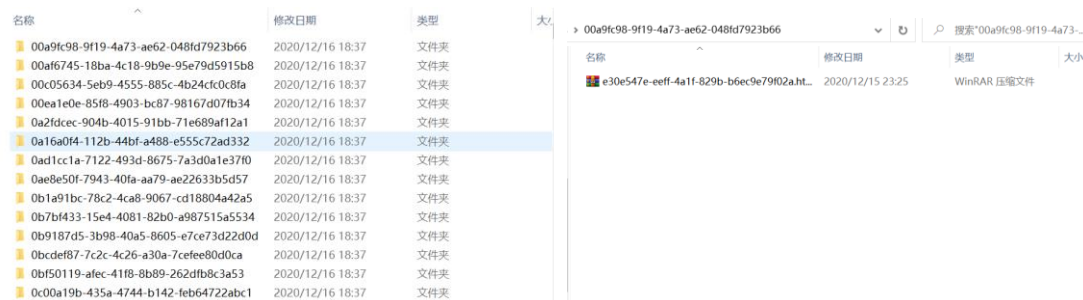 名称 修改日期 类型 大
00a9fc98-9f19-4a73-ae62-048fd7923b66 2020/12/16 18:37 文件夹
00af6745-18ba-4c18-9b9e-95e79d5915b8 2020/12/16 18:37 文件夹
00c05634-5eb9-4555-885c-4b24cfc0c8fa 2020/12/16 18:37 文件夹
00ea1e0e-85f8-4903-bc87-98167d07fb34 2020/12/16 18:37 文件夹
0a2fdcec-904b-4015-91bb-71e689af12a1 2020/12/16 18:37 文件夹
0a16a0f4-112b-44bf-a488-e555c72ad332 2020/12/16 18:37 文件夹
0ad1cc1a-7122-493d-8675-7a3d0a1e37f0 2020/12/16 18:37 文件夹
0ae8e50f-7943-40fa-aa79-ae22633b5d57 2020/12/16 18:37 文件夹
0b1a91bc-78c2-4ca8-9067-cd18804a42a5 2020/12/16 18:37 文件夹
0b7bf433-15e4-4081-82b0-a987515a5534 2020/12/16 18:37 文件夹
0b9187d5-3b98-40a5-8605-e7ce73d22d0d 2020/12/16 18:37 文件夹
0bcdef87-7c2c-4c26-a30a-7cefee80d0ca 2020/12/16 18:37 文件夹
0bf50119-afec-41f8-8b89-262dfb8c3a53 2020/12/16 18:37 文件夹
0c00a19b-435a-4744-b142-feb64722abc1 2020/12/16 18:37 文件夹
› 00a9fc98-9f19-4a73-ae62-048fd7923b66 搜索"00a9fc98-9f19-4a73-...
名称 修改日期 类型 大小
e30e547e-eeff-4a1f-829b-b6ec9e79f02a.ht... 2020/12/15 23:25 WinRAR 压缩文件